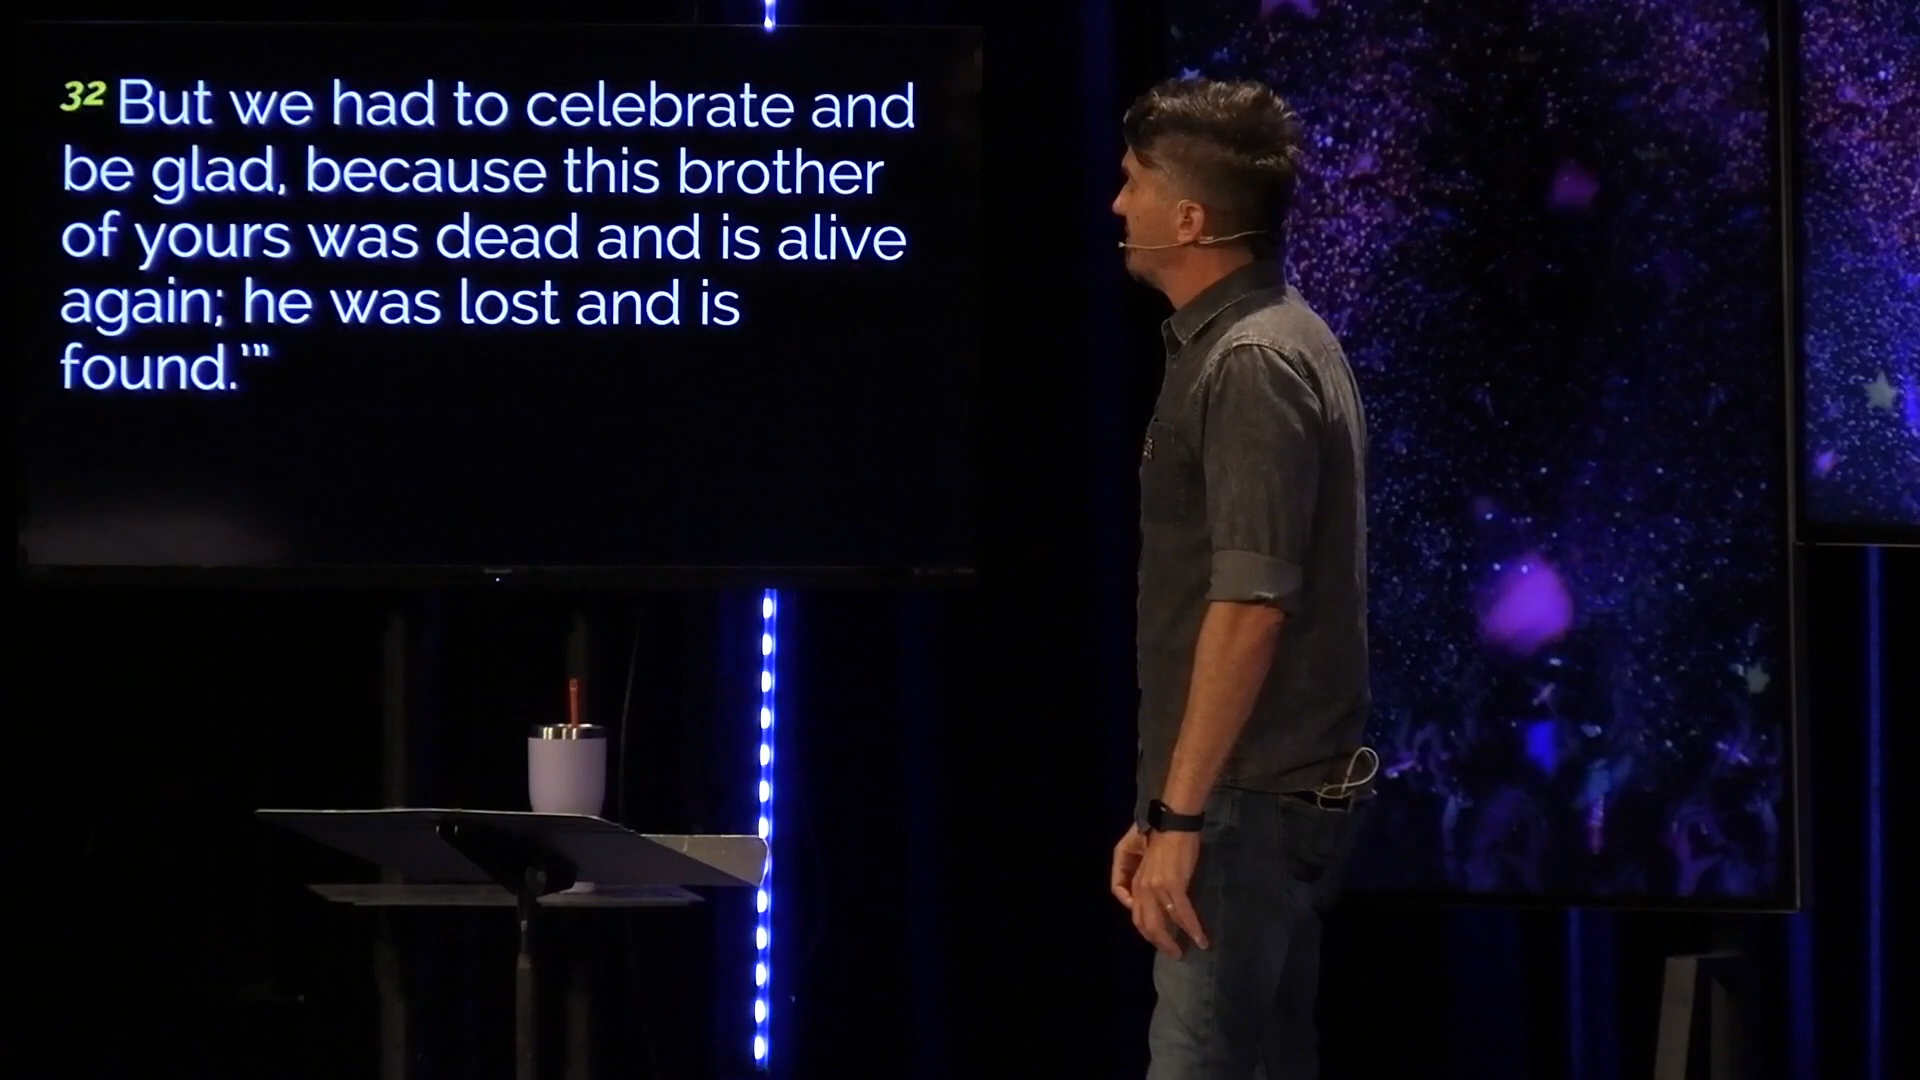 32 But we had to celebrate and
be glad, because this brother
of yours was dead and is alive
again; he was lost and is
found.'"